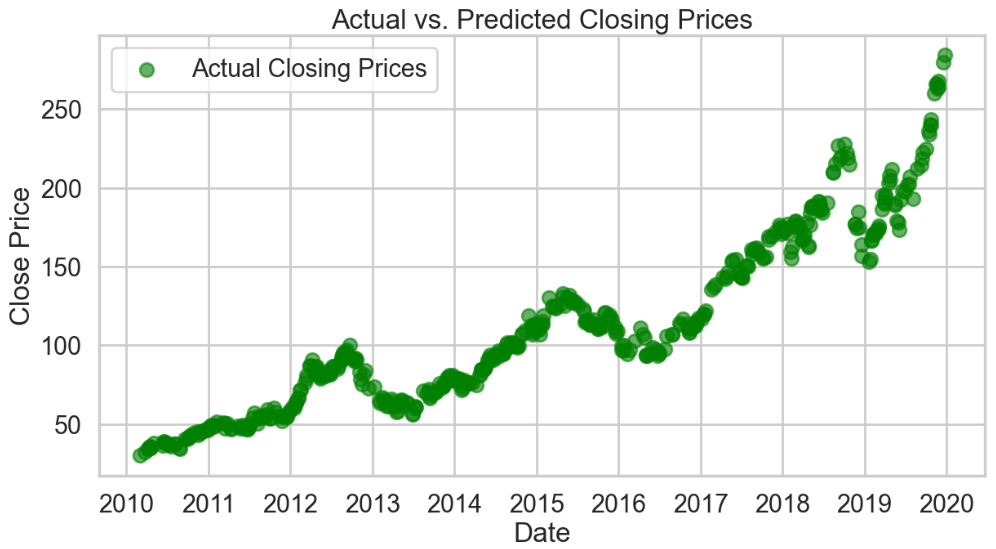 Actual vs. Predicted Closing Prices
Actual Closing Prices
Close Price
250
200
150
100
50
2010 2011 2012 2013 2014 2015 2016 2017 2018 2019 2020
Date